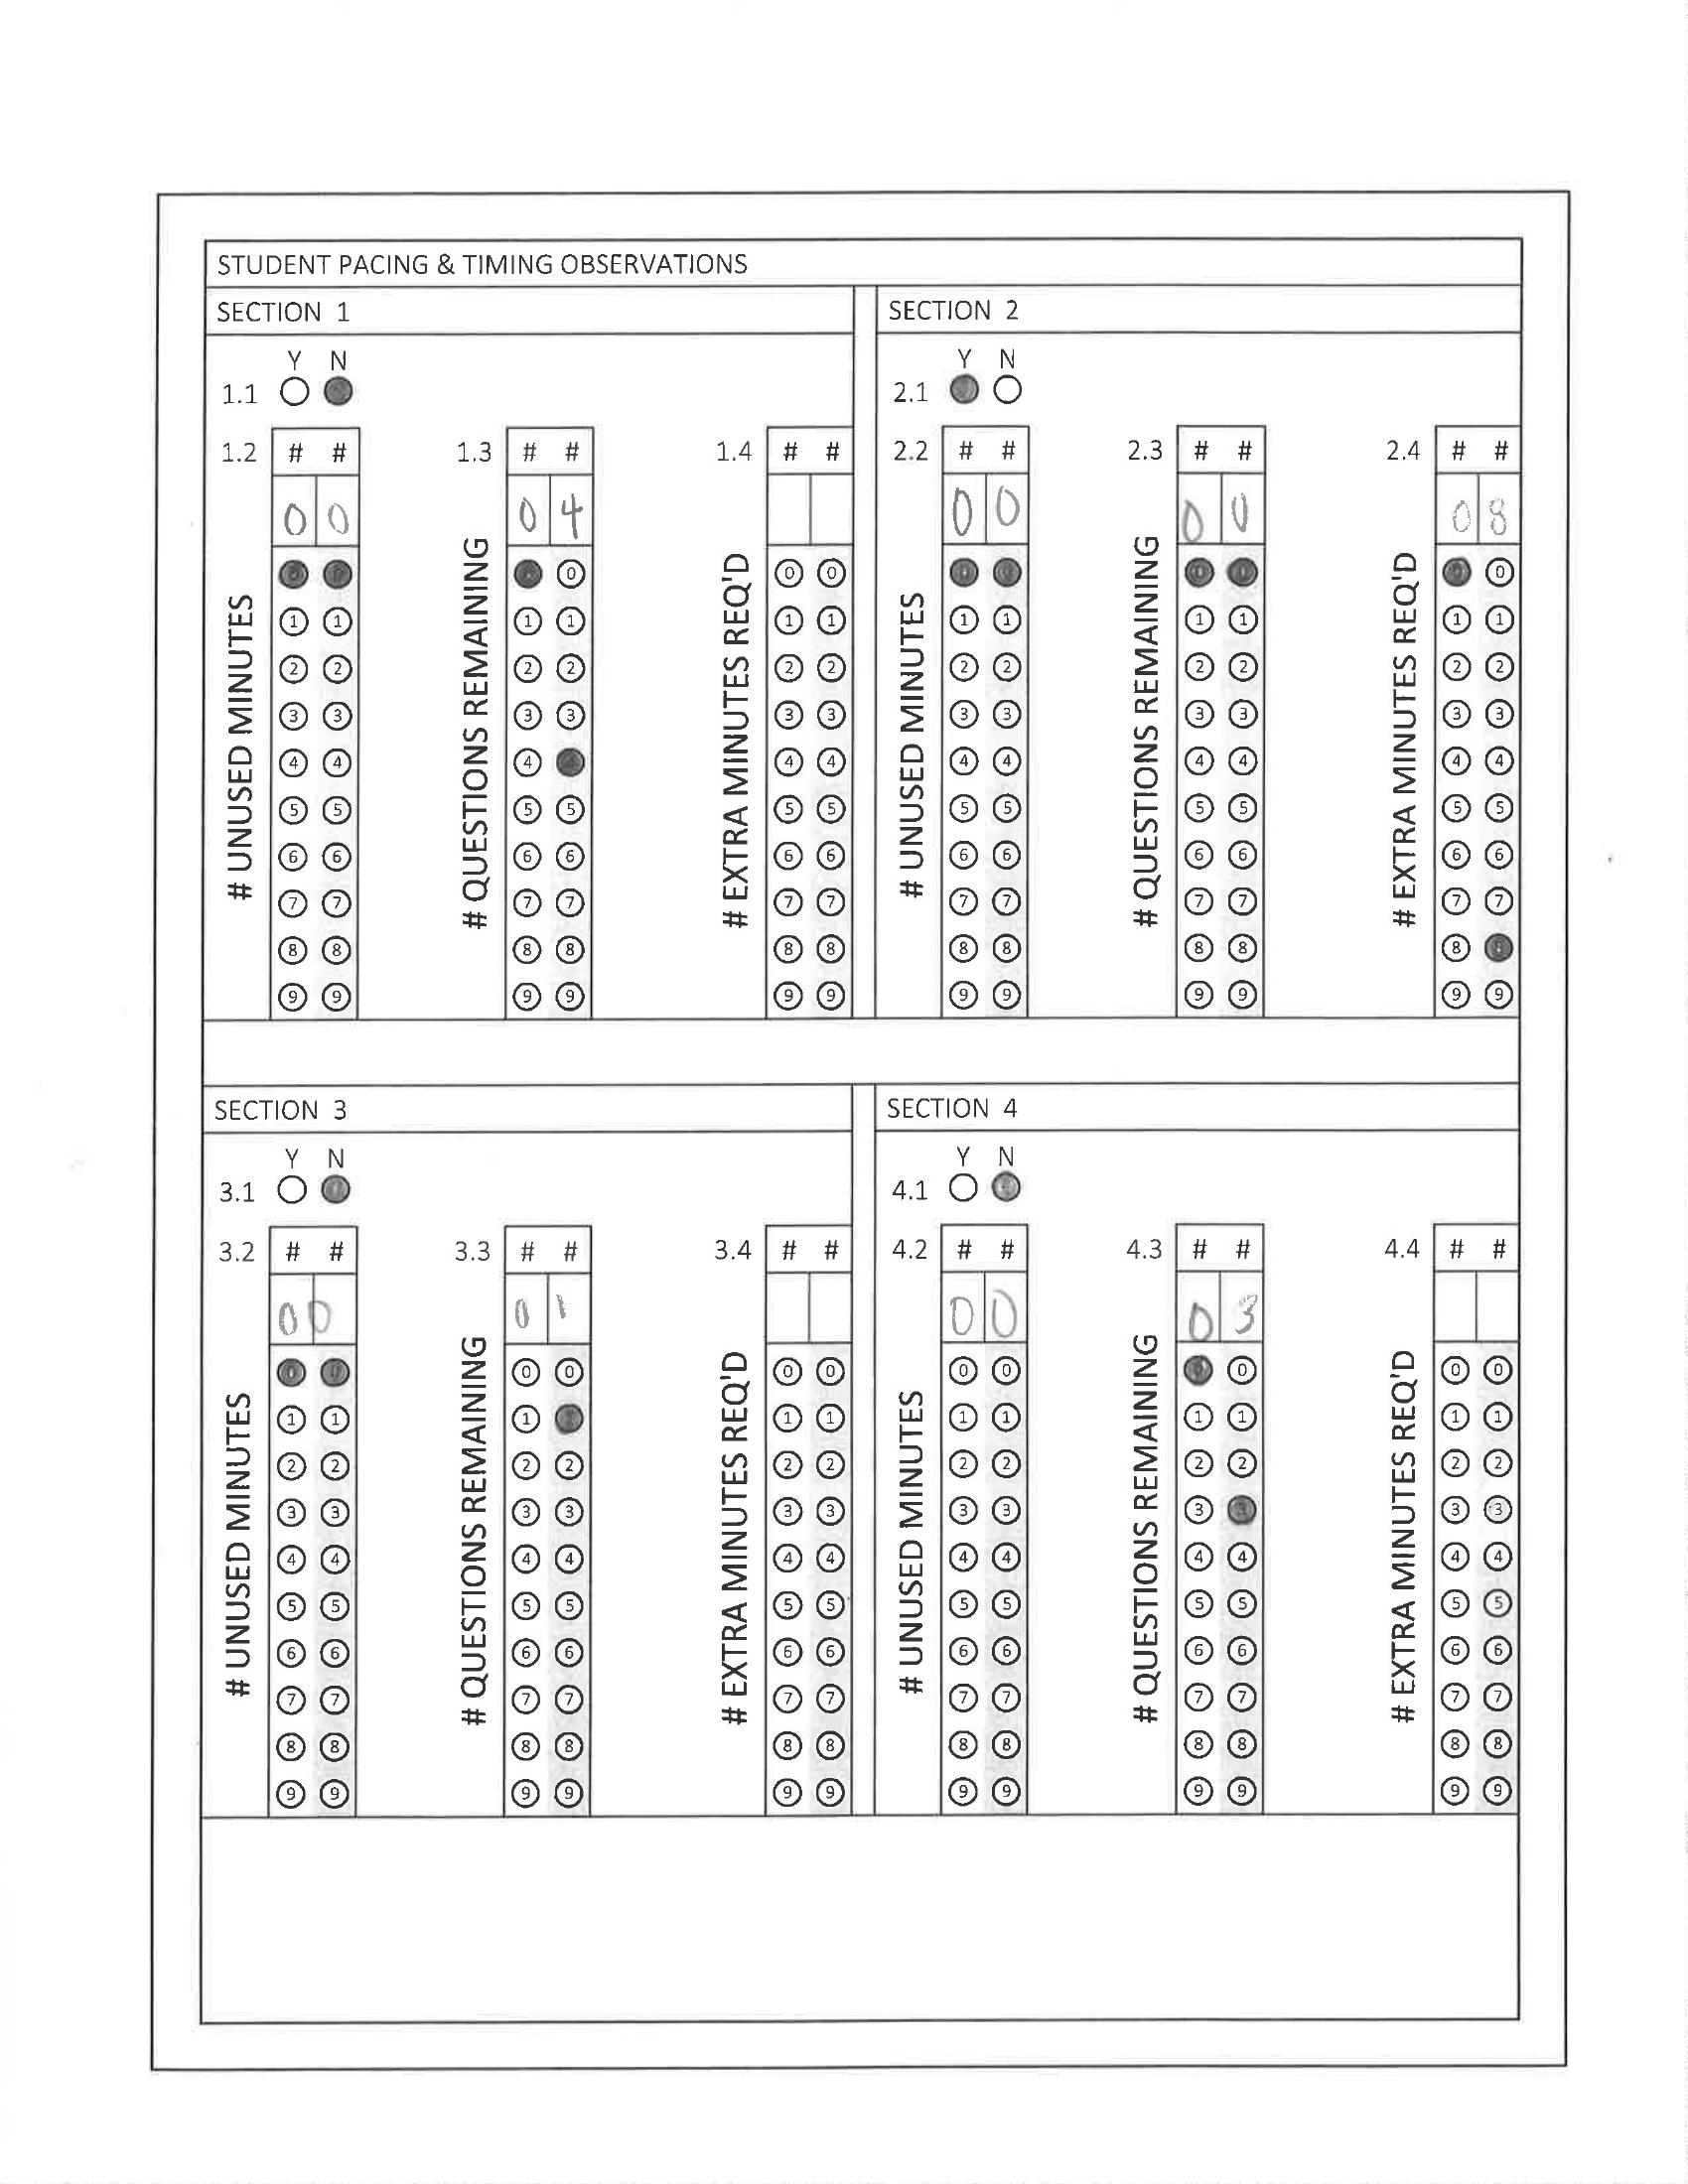 STUDENT PACING & TIMING OBSERVATIONS
SECTION 1
Y N
1.1
1.2 # # 1.3 # # 1.4 # #
0 0 0 4
# UNUSED MINUTES
# QUESTIONS REMAINING
# EXTRA MINUTES REQ'D
0 0 0
1 1 1 1 1 1
2 2 2 2 2 2
3 3 3 3 3 3
4 4 4 4 4
5 5 5 5 5 5
6 6 6 6 6 6
7 7 7 7 7 7
8 8 8 8 8 8
9 9 9 9 9 9
SECTION 2
Y N
2.1
2.2 # # 2.3 # # 2.4 # #
0 0 0 0 0 8
# UNUSED MINUTES
# QUESTIONS REMAINING
# EXTRA MINUTES REQ'D
0
1 1 1 1 1 1
2 2 2 2 2 2
3 3 3 3 3 3
4 4 4 4 4 4
5 5 5 5 5 5
6 6 6 6 6 6
7 7 7 7 7 7
8 8 8 8 8
9 9 9 9 9 9
SECTION 3
Y N
3.1
3.2 # # 3.3 # # 3.4 # #
0 0 0 1
# UNUSED MINUTES
# QUESTIONS REMAINING
# EXTRA MINUTES REQ'D
0 0 0 0
1 1 1 1 1
2 2 2 2 2 2
3 3 3 3 3 3
4 4 4 4 4 4
5 5 5 5 5 5
6 6 6 6 6 6
7 7 7 7 7 7
8 8 8 8 8 8
9 9 9 9 9 9
SECTION 4
Y N
4.1
4.2 # # 4.3 # # 4.4 # #
0 0 0 3
# UNUSED MINUTES
# QUESTIONS REMAINING
# EXTRA MINUTES REQ'D
0 0 0 0 0
1 1 1 1 1 1
2 2 2 2 2 2
3 3 3 3 3 3
4 4 4 4 4 4
5 5 5 5 5 5
6 6 6 6 6 6
7 7 7 7 7 7
8 8 8 8 8 8
9 9 9 9 9 9